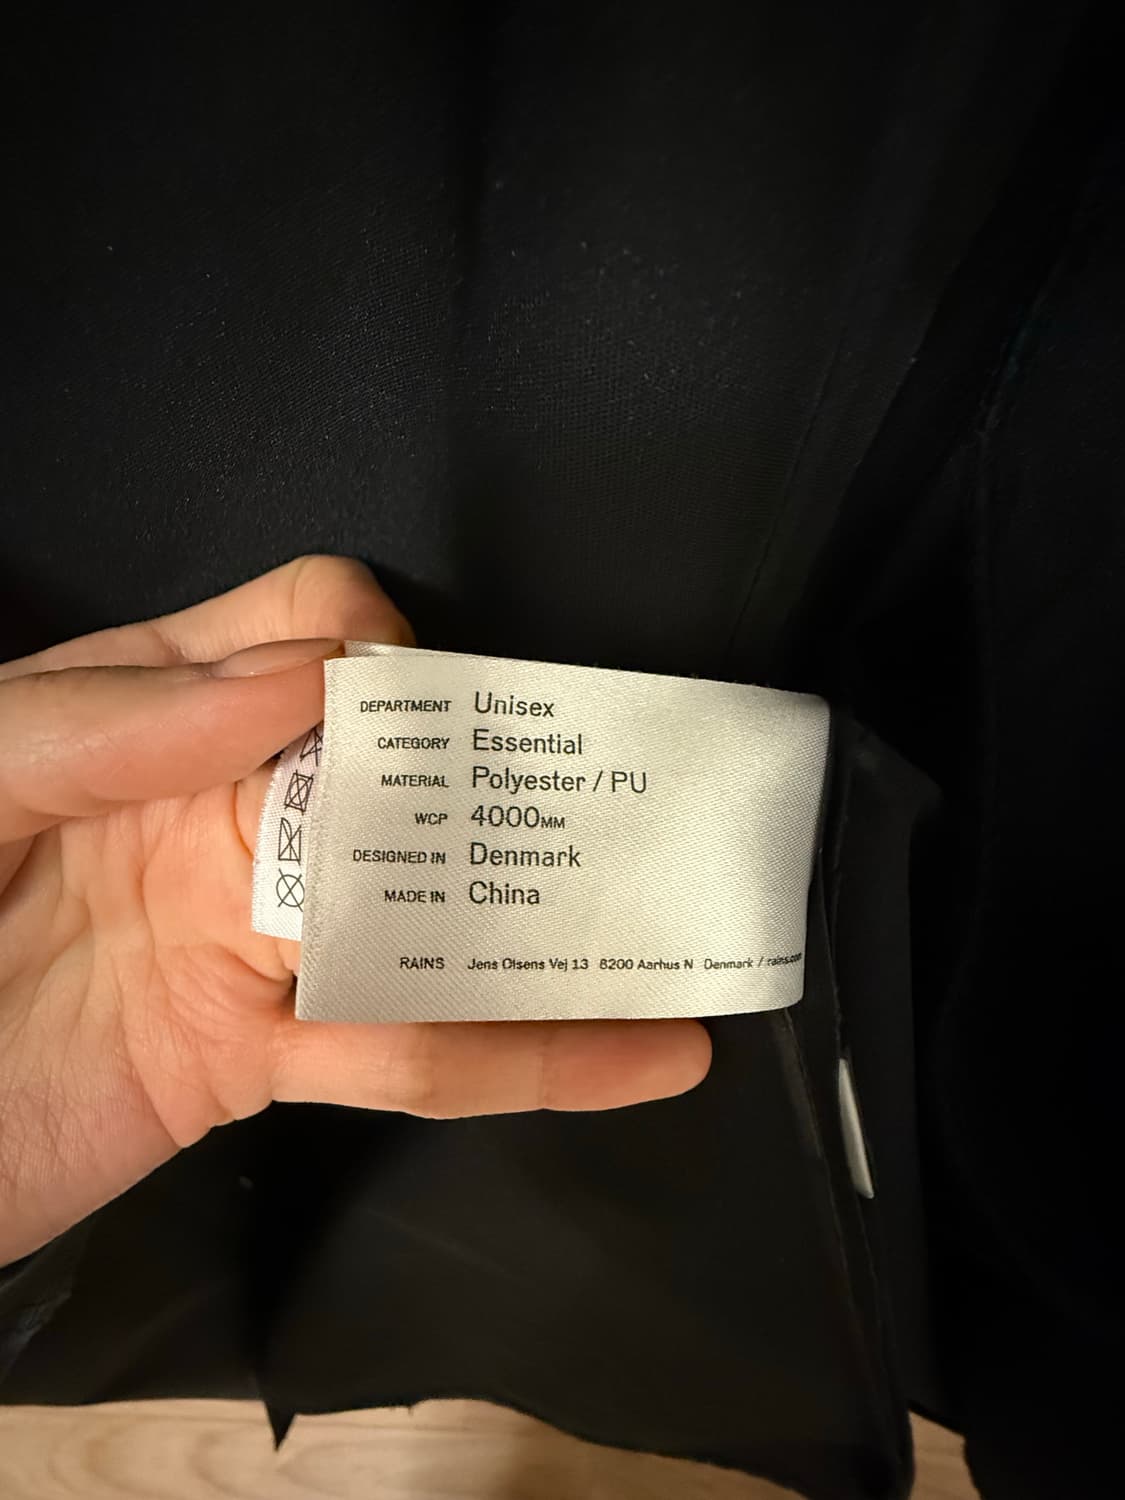 DEPARTMENT Unisex
CATEGORY Essential
MATERIAL Polyester / PU
WCP 4000MM
DESIGNED IN Denmark
MADE IN China
RAINS Jens Olsens Vej 13 8200 Aarhus N Denmark / rains.com